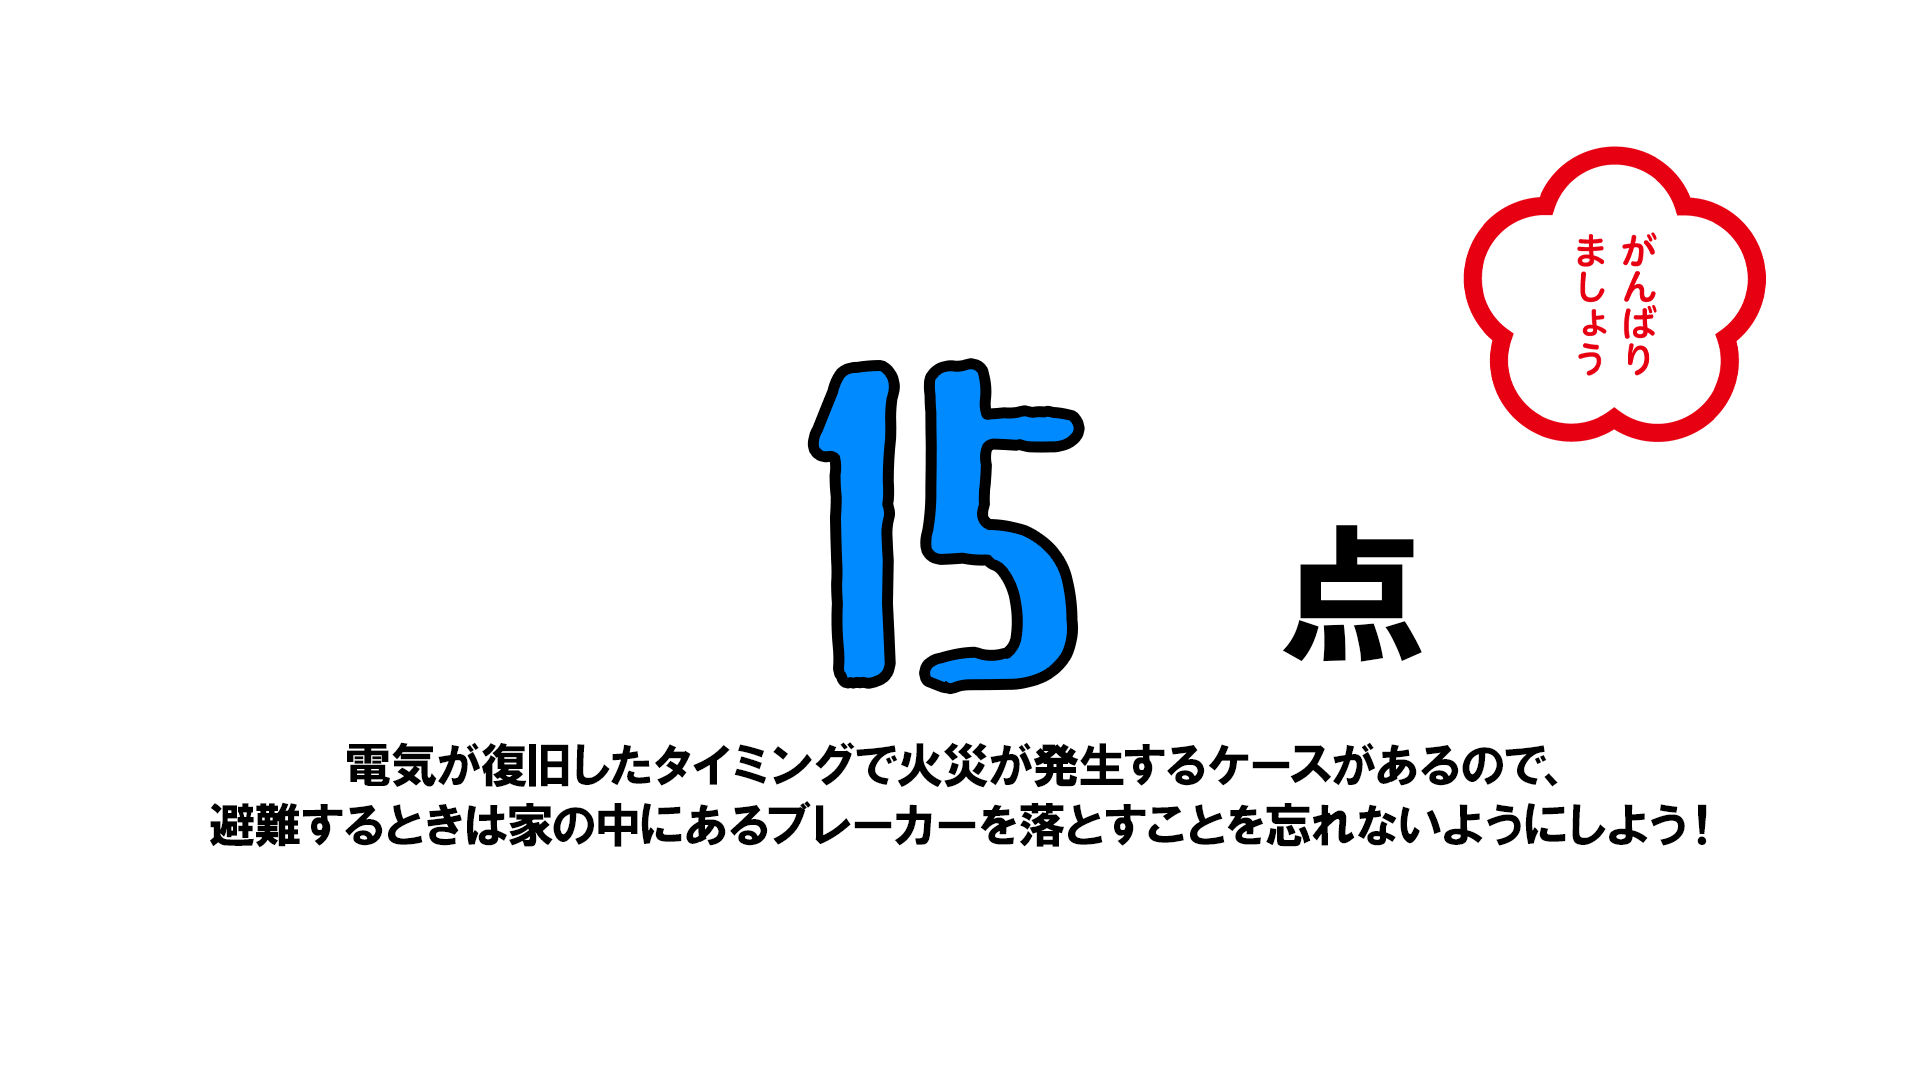 がんばり
ましょう
15点
電気が復旧したタイミングで火災が発生するケースがあるので、
避難するときは家の中にあるブレーカーを落とすことを忘れないようにしよう！